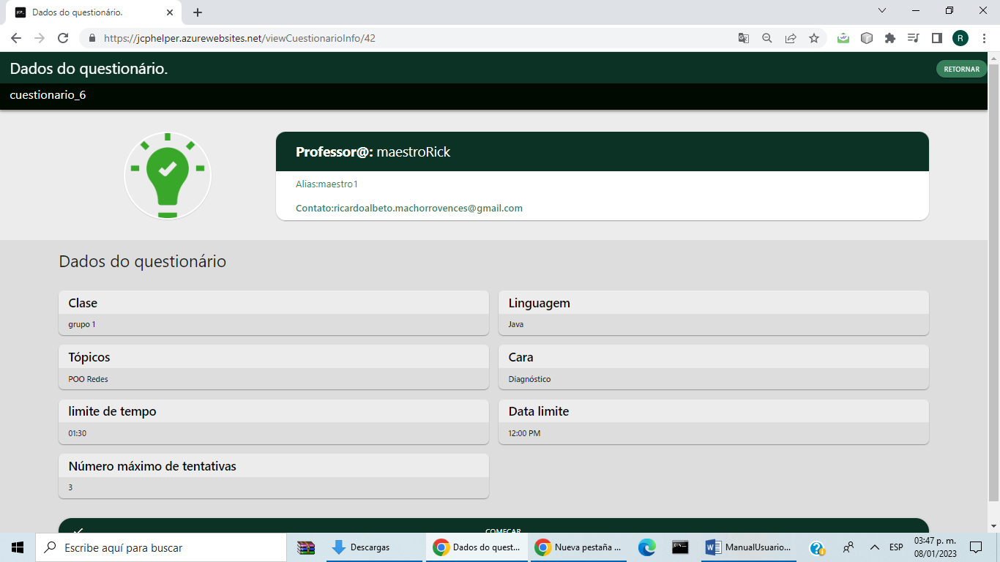 Dados do questionário.
https://jcphelper.azurewebsites.net/viewCuestionarioInfo/42
R
Dados do questionário.
RETORNAR
cuestionario_6
Professor@: maestroRick
Alias:maestro1
Contato:ricardoalbeto.machorrovences@gmail.com
Dados do questionário
Clase
grupo 1
Linguagem
Java
Tópicos
POO Redes
Cara
Diagnóstico
limite de tempo
01:30
Data limite
12:00 PM
Número máximo de tentativas
3
COMEÇAR
Escribe aquí para buscar
Descargas
Dados do quest...
Nueva pestaña ...
ManualUsuario...
ESP
03:47 p. m.
08/01/2023